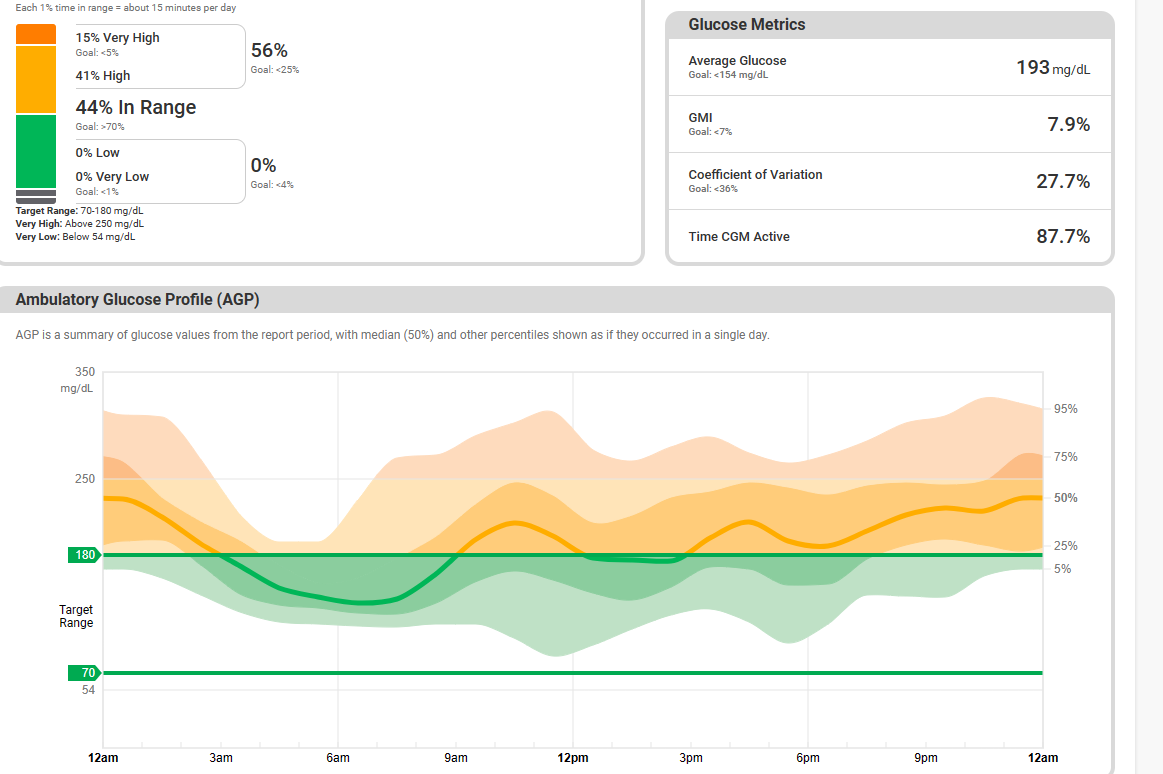 Each 1% time in range = about 15 minutes per day
15% Very High
Goal: <5%
41% High
56%
Goal: <25%
44% In Range
Goal: >70%
0% Low
0% Very Low
Goal: <1%
0%
Goal: <4%
Target Range: 70-180 mg/dL
Very High: Above 250 mg/dL
Very Low: Below 54 mg/dL
Glucose Metrics
Average Glucose
Goal: <154 mg/dL
193 mg/dL
GMI
Goal: <7%
7.9%
Coefficient of Variation
Goal: <36%
27.7%
Time CGM Active
87.7%
Ambulatory Glucose Profile (AGP)
AGP is a summary of glucose values from the report period, with median (50%) and other percentiles shown as if they occurred in a single day.
350
mg/dL
95%
75%
250
50%
25%
180
5%
Target
Range
70
54
12am 3am 6am 9am 12pm 3pm 6pm 9pm 12am